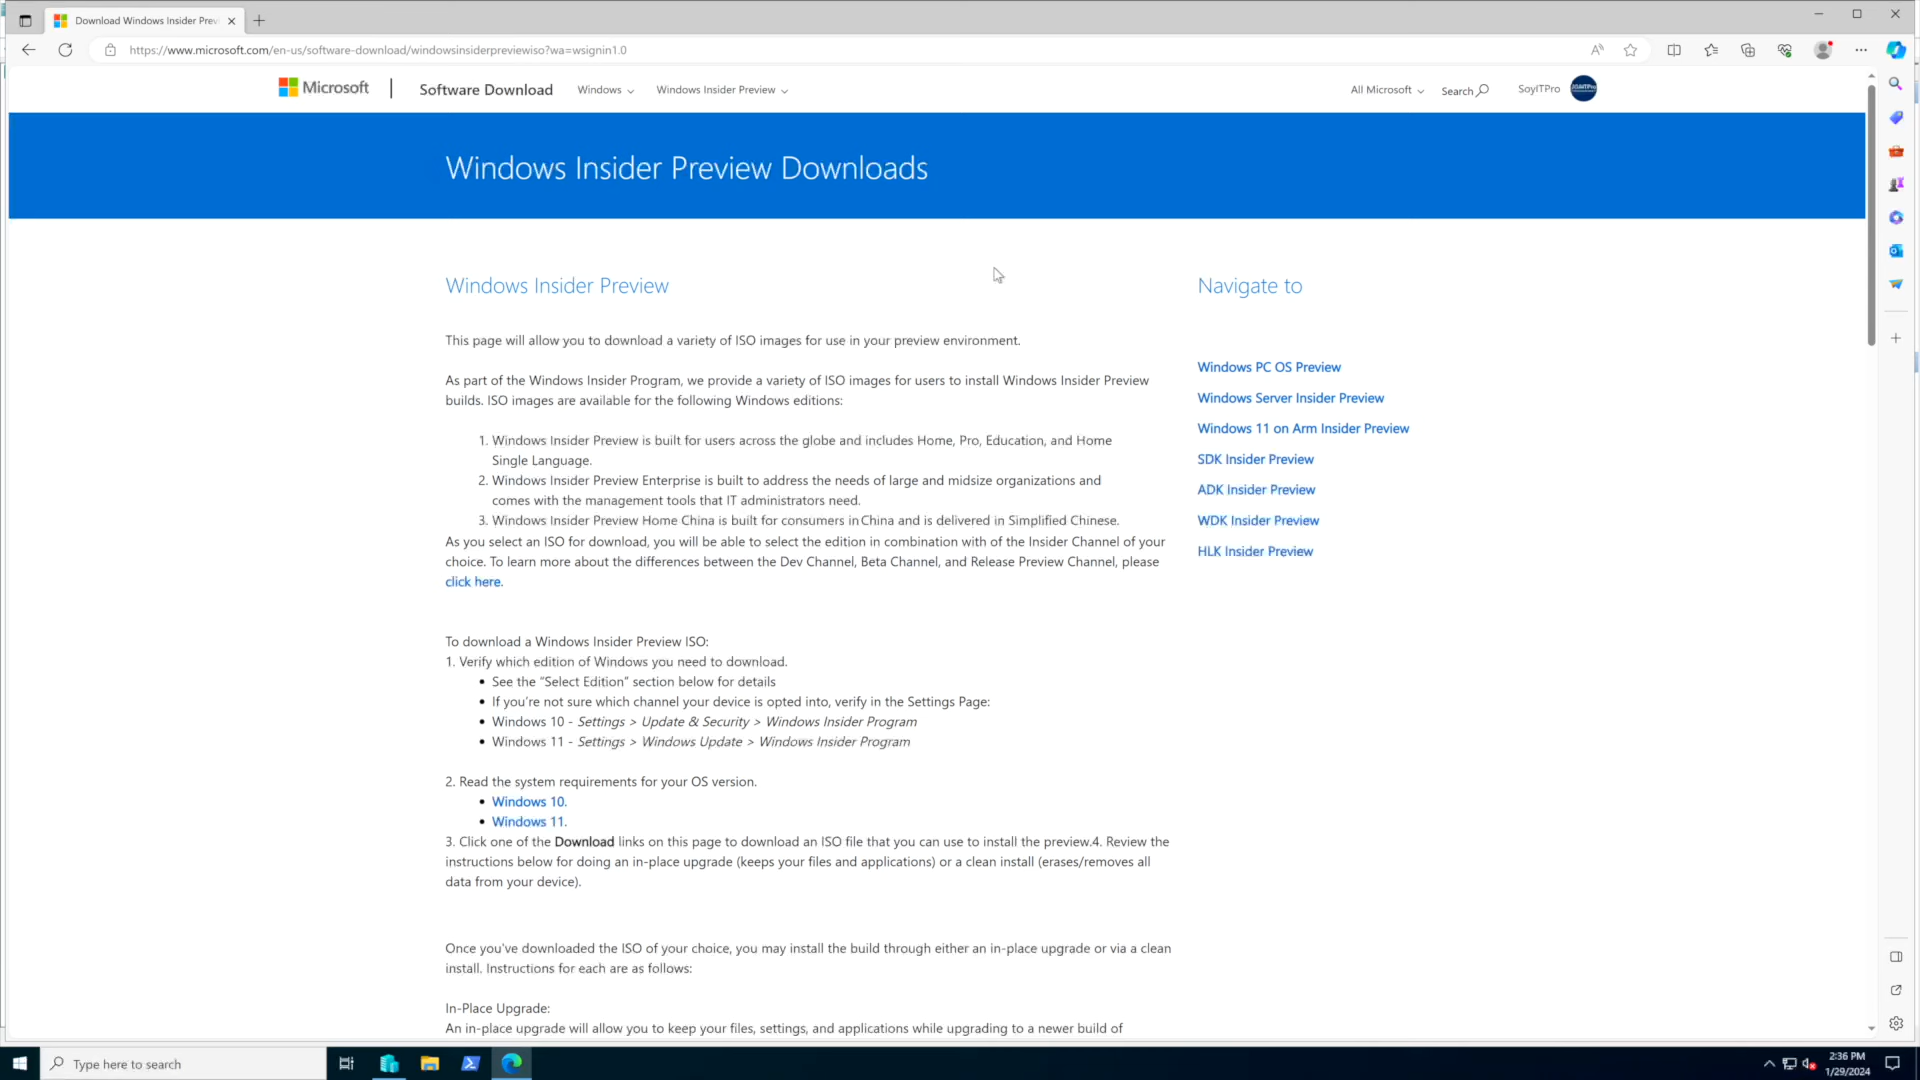 Download Windows Insider Prev
https://www.microsoft.com/en-us/software-download/windowsinsiderpreviewiso?wa=wsignin1.0
Microsoft
Software Download
Windows
Windows Insider Preview
All Microsoft
Search
SoyITPro
Windows Insider Preview Downloads
Windows Insider Preview
This page will allow you to download a variety of ISO images for use in your preview environment.
As part of the Windows Insider Program, we provide a variety of ISO images for users to install Windows Insider Preview
builds. ISO images are available for the following Windows editions:
1. Windows Insider Preview is built for users across the globe and includes Home, Pro, Education, and Home
Single Language.
2. Windows Insider Preview Enterprise is built to address the needs of large and midsize organizations and
comes with the management tools that IT administrators need.
3. Windows Insider Preview Home China is built for consumers in China and is delivered in Simplified Chinese.
As you select an ISO for download, you will be able to select the edition in combination with of the Insider Channel of your
choice. To learn more about the differences between the Dev Channel, Beta Channel, and Release Preview Channel, please
click here.
To download a Windows Insider Preview ISO:
1. Verify which edition of Windows you need to download.
• See the “Select Edition” section below for details
• If you’re not sure which channel your device is opted into, verify in the Settings Page:
• Windows 10 - Settings > Update & Security > Windows Insider Program
• Windows 11 - Settings > Windows Update > Windows Insider Program
2. Read the system requirements for your OS version.
• Windows 10.
• Windows 11.
3. Click one of the Download links on this page to download an ISO file that you can use to install the preview.4. Review the
instructions below for doing an in-place upgrade (keeps your files and applications) or a clean install (erases/removes all
data from your device).
Once you’ve downloaded the ISO of your choice, you may install the build through either an in-place upgrade or via a clean
install. Instructions for each are as follows:
In-Place Upgrade:
An in-place upgrade will allow you to keep your files, settings, and applications while upgrading to a newer build of
Navigate to
Windows PC OS Preview
Windows Server Insider Preview
Windows 11 on Arm Insider Preview
SDK Insider Preview
ADK Insider Preview
WDK Insider Preview
HLK Insider Preview
Type here to search
2:36 PM
1/29/2024